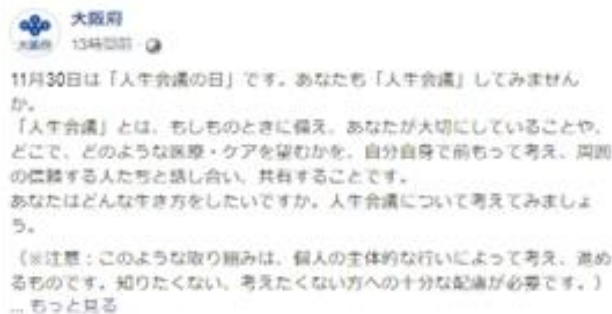 大阪府
大阪府 13時間前
11月30日は「人生会議の日」です。あなたも「人生会議」してみません
か。
「人生会議」とは、もしものときに備え、あなたが大切にしていることや、
どこで、どのような医療・ケアを望むかを、自分自身で前もって考え、周囲
の信頼する人たちと話し合い、共有することです。
あなたはどんな生き方をしたいですか。人生会議について考えてみましょ
う。
(※注意:このような取り組みは、個人の主体的な行いによって考え、進め
るものです。知りたくない、考えたくない方への十分な配慮が必要です。)
... もっと見る